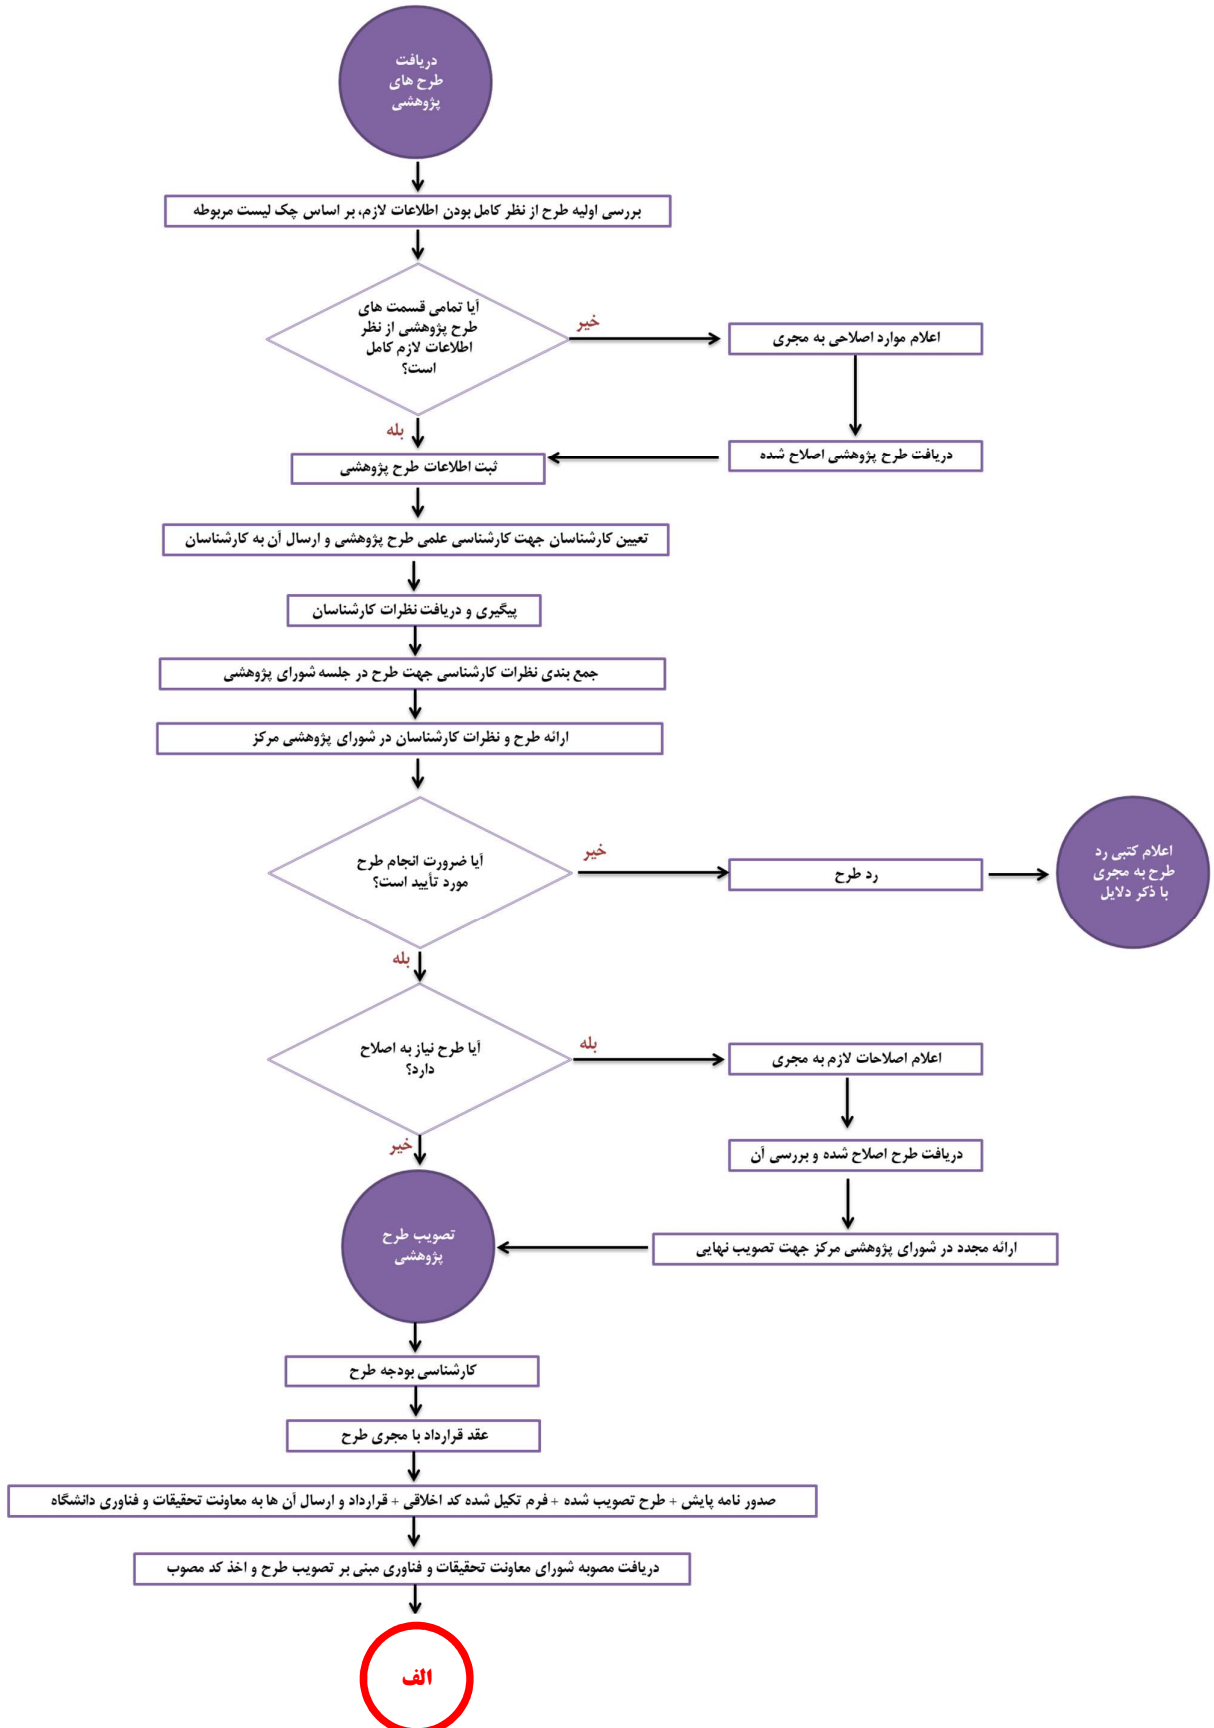 دریافت
طرح های
پژوهشی
بررسی اولیه طرح از نظر کامل بودن اطلاعات لازم، بر اساس چک لیست مربوطه
آیا تمامی قسمت های
طرح پژوهشی از نظر
اطلاعات لازم کامل
است؟
خیر
اعلام موارد اصلاحی به مجری
بله
دریافت طرح پژوهشی اصلاح شده
ثبت اطلاعات طرح پژوهشی
تعیین کارشناسان جهت کارشناسی علمی طرح پژوهشی و ارسال آن به کارشناسان
پیگیری و دریافت نظرات کارشناسان
جمع بندی نظرات کارشناسی جهت طرح در جلسه شورای پژوهشی
ارائه طرح و نظرات کارشناسان در شورای پژوهشی مرکز
آیا ضرورت انجام طرح
مورد تأیید است؟
خیر
رد طرح
اعلام کتبی رد
طرح به مجری
با ذکر دلایل
بله
آیا طرح نیاز به اصلاح
دارد؟
بله
اعلام اصلاحات لازم به مجری
دریافت طرح اصلاح شده و بررسی آن
خیر
ارائه مجدد در شورای پژوهشی مرکز جهت تصویب نهایی
تصویب طرح
پژوهشی
کارشناسی بودجه طرح
عقد قرارداد با مجری طرح
صدور نامه پایش + طرح تصویب شده + فرم تکیل شده کد اخلاقی + قرارداد و ارسال آن ها به معاونت تحقیقات و فناوری دانشگاه
دریافت مصوبه شورای معاونت تحقیقات و فناوری مبنی بر تصویب طرح و اخذ کد مصوب
الف